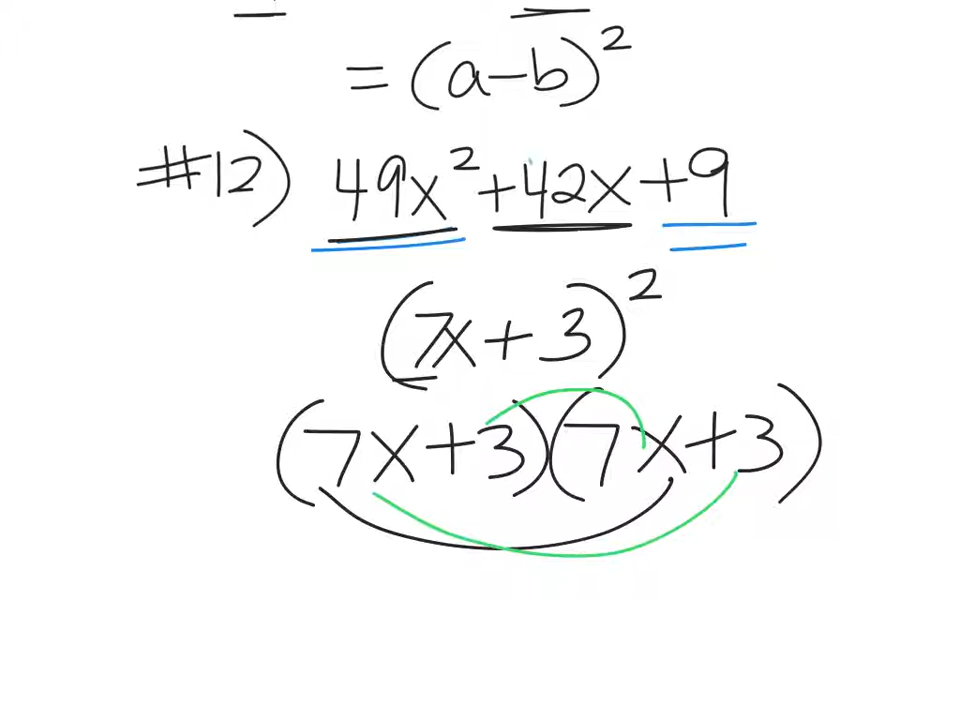 = (a-b)²
#12) 49x² +42x +9
(7x+3)²
(7x+3)(7x+3)